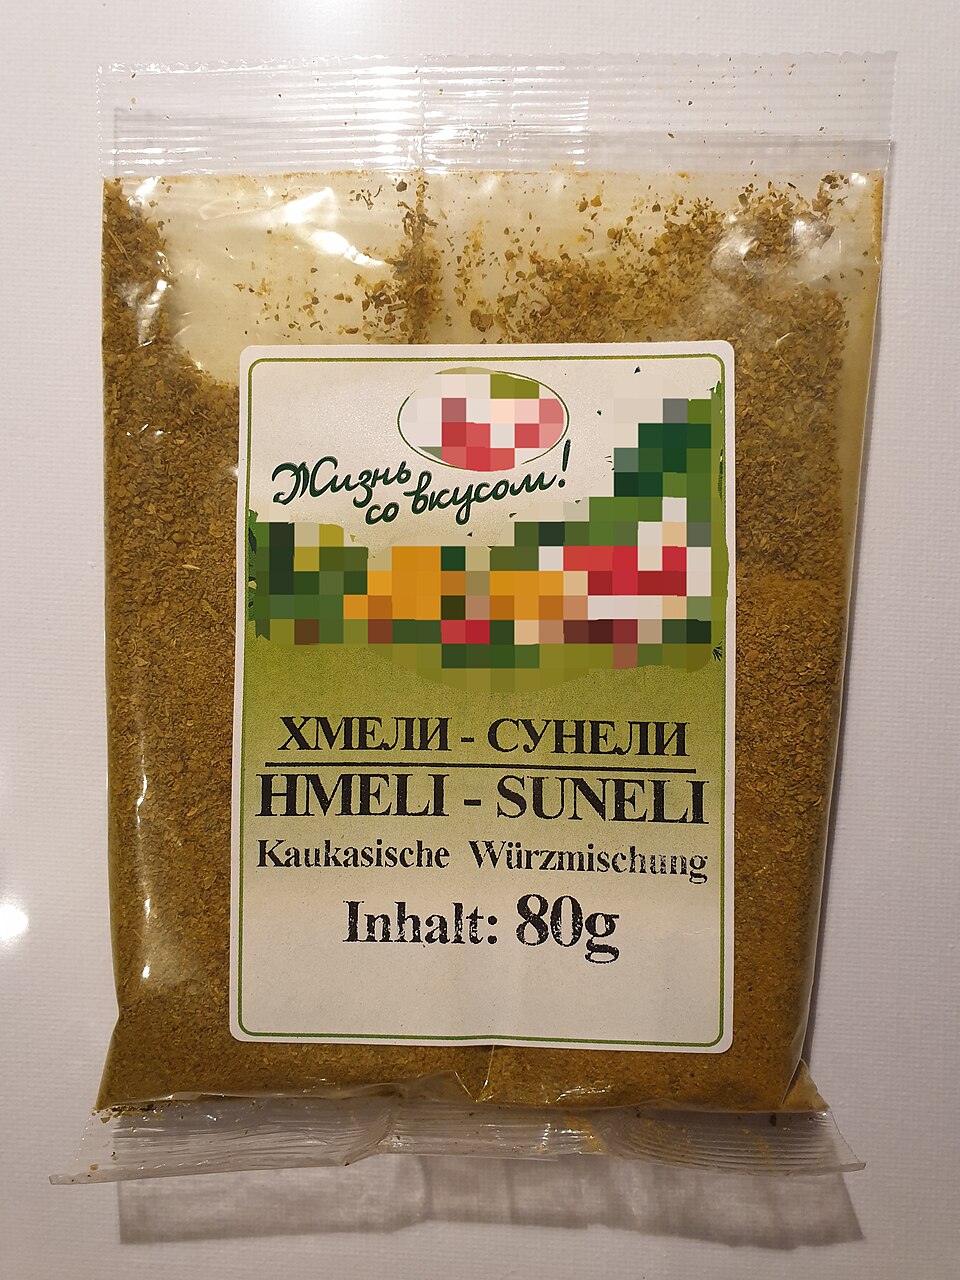 Жизнь
со вкусом!
ХМЕЛИ - СУНЕЛИ
HMELI - SUNELI
Kaukasische Würzmischung
Inhalt: 80g